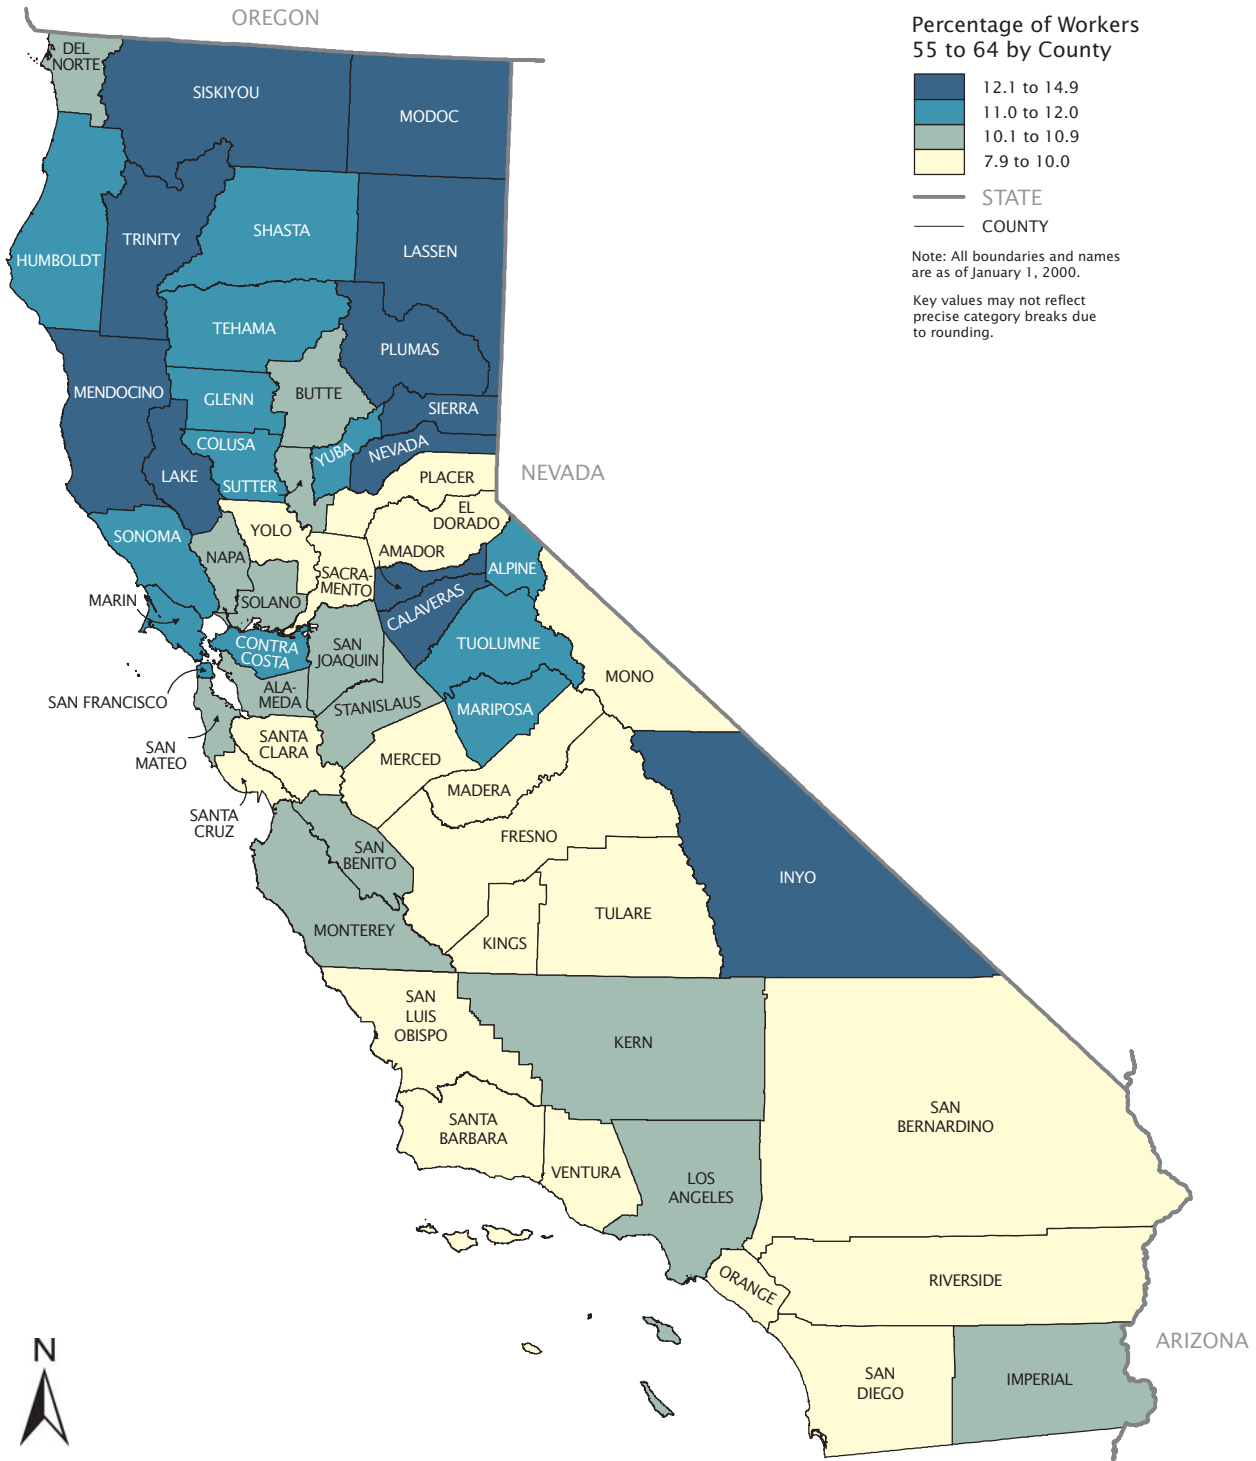 OREGON
Percentage of Workers
55 to 64 by County
12.1 to 14.9
11.0 to 12.0
10.1 to 10.9
7.9 to 10.0
STATE
COUNTY
Note: All boundaries and names
are as of January 1, 2000.
Key values may not reflect
precise category breaks due
to rounding.
DEL
NORTE
SISKIYOU
MODOC
HUMBOLDT
TRINITY
SHASTA
LASSEN
TEHAMA
PLUMAS
MENDOCINO
GLENN
BUTTE
SIERRA
COLUSA
YUBA
NEVADA
LAKE
SUTTER
PLACER
NEVADA
SONOMA
YOLO
EL
DORADO
NAPA
AMADOR
ALPINE
SACRA-
MENTO
MARIN
SOLANO
CALAVERAS
CONTRA
COSTA
SAN
JOAQUIN
TUOLUMNE
MONO
SAN FRANCISCO
ALA-
MEDA
STANISLAUS
MARIPOSA
SAN
MATEO
SANTA
CLARA
MERCED
MADERA
SANTA
CRUZ
FRESNO
SAN
BENITO
INYO
MONTEREY
TULARE
KINGS
SAN
LUIS
OBISPO
KERN
SANTA
BARBARA
SAN
BERNARDINO
VENTURA
LOS
ANGELES
ORANGE
RIVERSIDE
ARIZONA
SAN
DIEGO
IMPERIAL
N